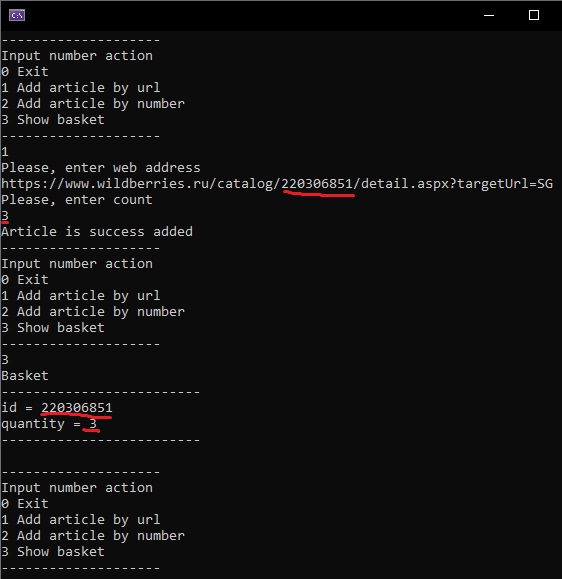 C:\
--------------------
Input number action
0 Exit
1 Add article by url
2 Add article by number
3 Show basket
--------------------
1
Please, enter web address
https://www.wildberries.ru/catalog/220306851/detail.aspx?targetUrl=SG
Please, enter count
3
Article is success added
--------------------
Input number action
0 Exit
1 Add article by url
2 Add article by number
3 Show basket
--------------------
3
Basket
-------------------------
id = 220306851
quantity = 3
-------------------------
--------------------
Input number action
0 Exit
1 Add article by url
2 Add article by number
3 Show basket
--------------------